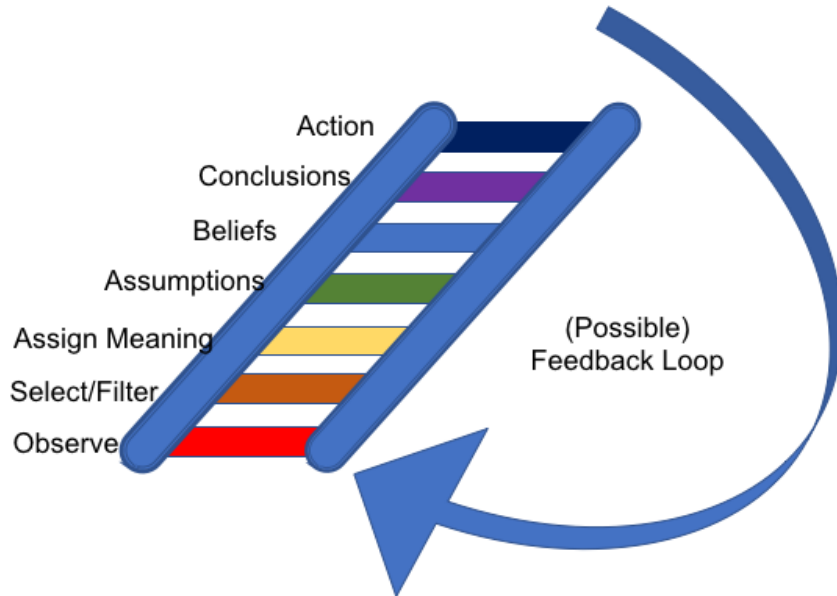 Action
Conclusions
Beliefs
Assumptions
Assign Meaning
Select/Filter
Observe
(Possible)
Feedback Loop